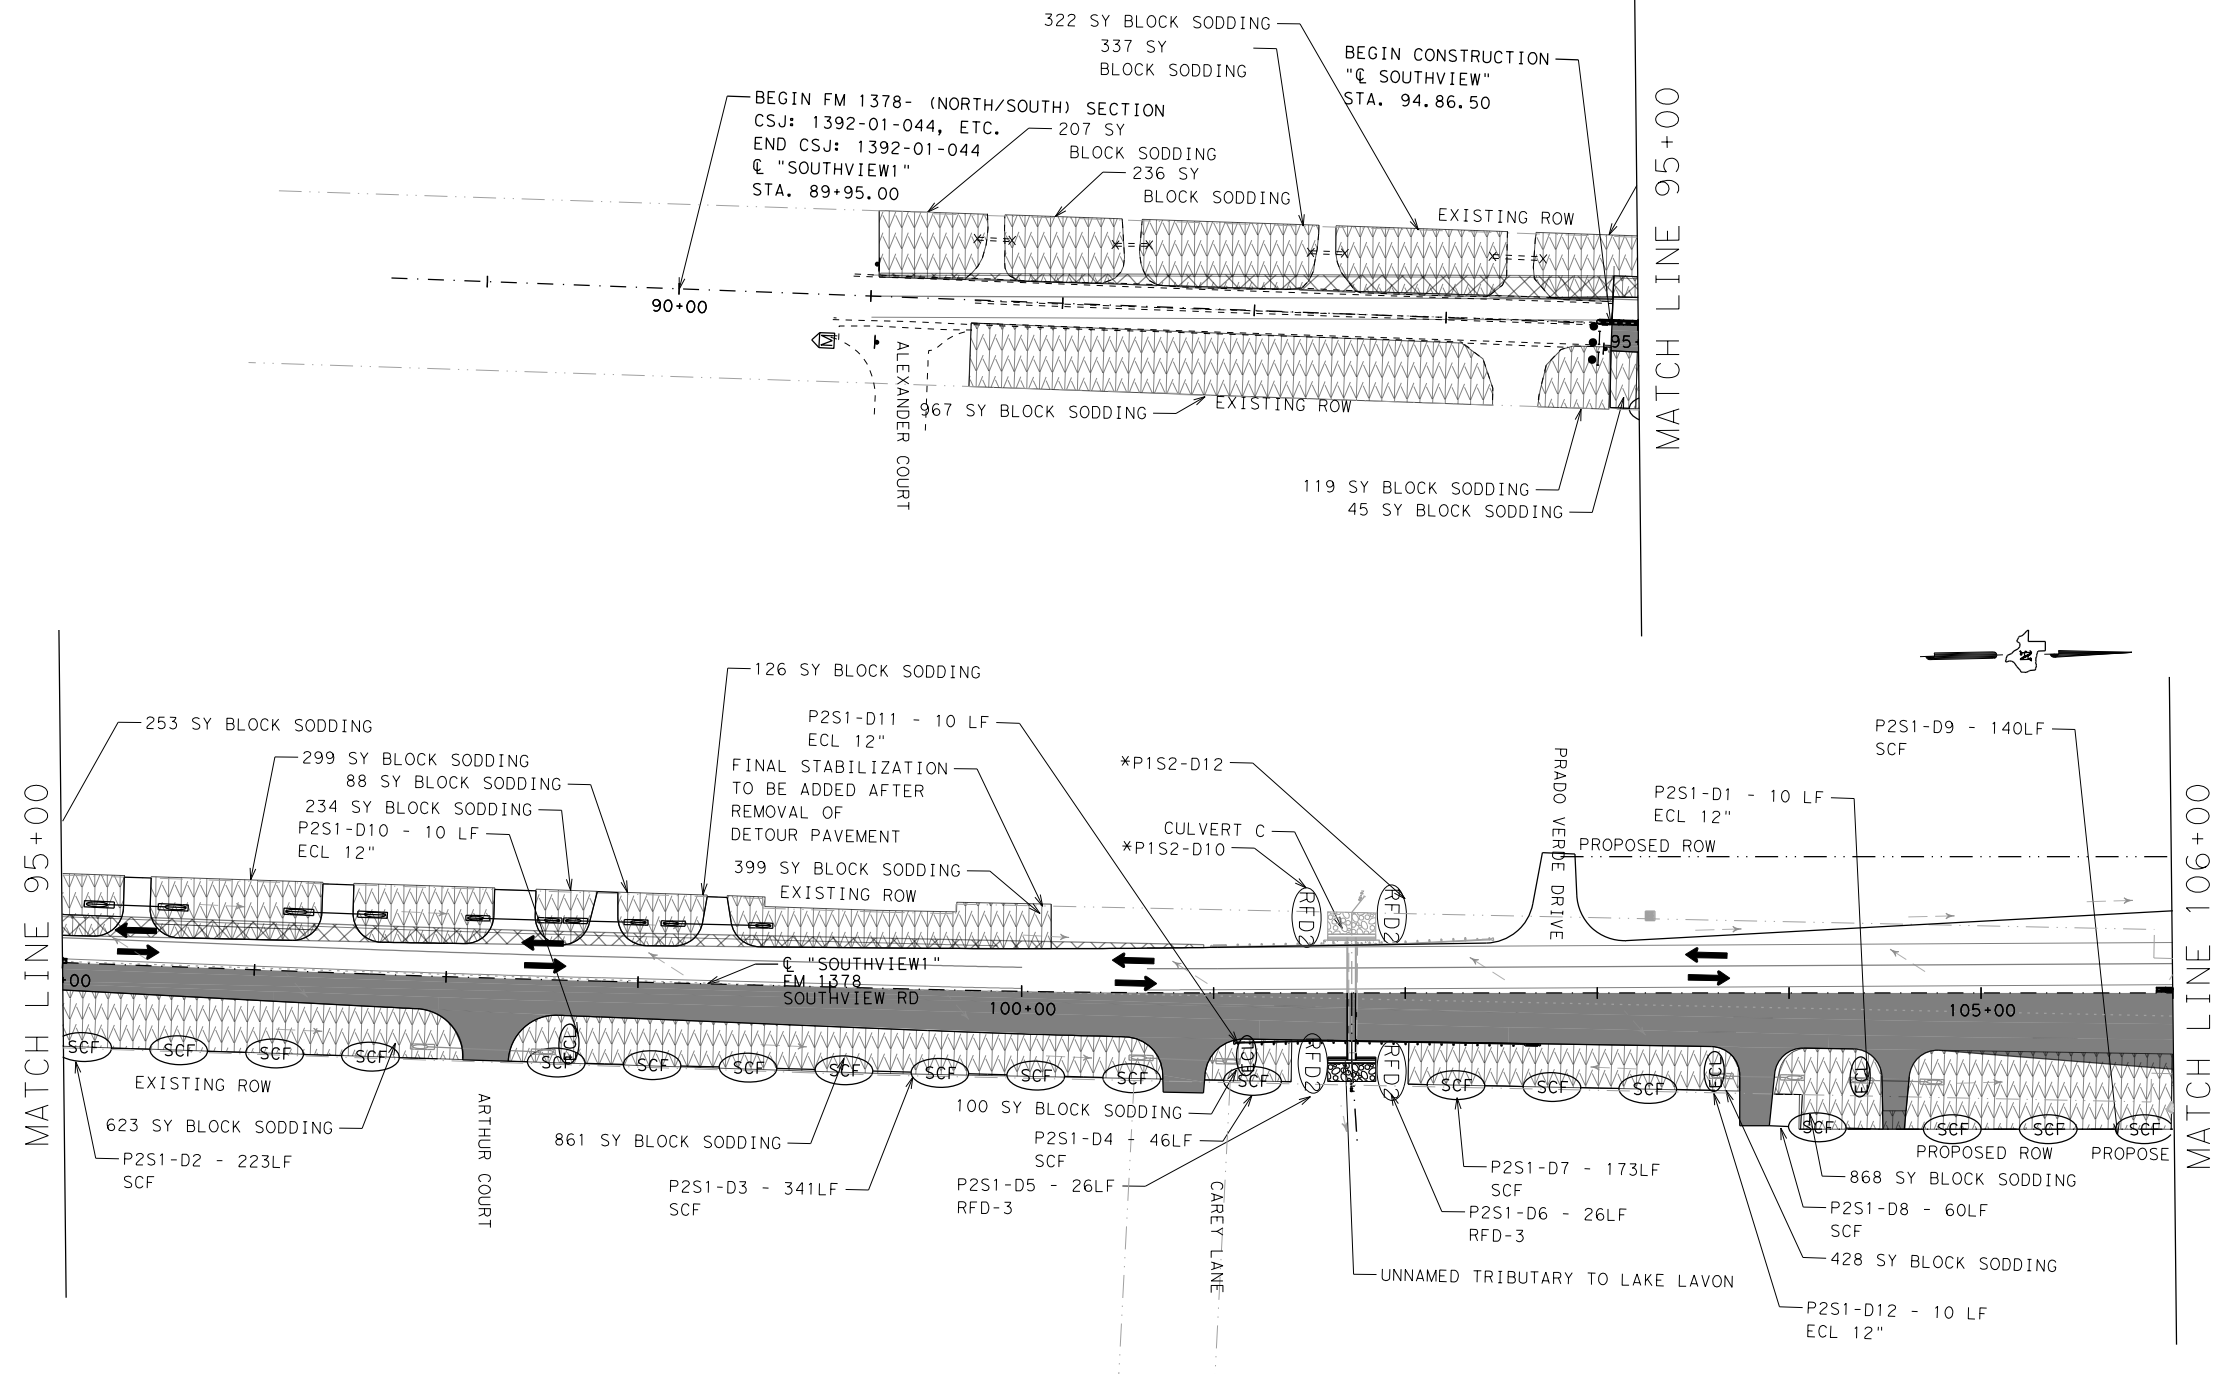 322 SY BLOCK SODDING
337 SY
BLOCK SODDING
BEGIN CONSTRUCTION
"℄ SOUTHVIEW"
STA. 94.86.50
BEGIN FM 1378- (NORTH/SOUTH) SECTION
CSJ: 1392-01-044, ETC.
END CSJ: 1392-01-044
℄ "SOUTHVIEW1"
STA. 89+95.00
207 SY
BLOCK SODDING
236 SY
BLOCK SODDING
EXISTING ROW
MATCH LINE 95+00
90+00
M
95+
ALEXANDER COURT
967 SY BLOCK SODDING
EXISTING ROW
119 SY BLOCK SODDING
45 SY BLOCK SODDING
N
126 SY BLOCK SODDING
253 SY BLOCK SODDING
P2S1-D11 - 10 LF
ECL 12"
299 SY BLOCK SODDING
88 SY BLOCK SODDING
234 SY BLOCK SODDING
P2S1-D10 - 10 LF
ECL 12"
FINAL STABILIZATION
TO BE ADDED AFTER
REMOVAL OF
DETOUR PAVEMENT
399 SY BLOCK SODDING
EXISTING ROW
*P1S2-D12
CULVERT C
*P1S2-D10
PRADO VERDE DRIVE
P2S1-D9 - 140LF
SCF
P2S1-D1 - 10 LF
ECL 12"
PROPOSED ROW
MATCH LINE 95+00
MATCH LINE 106+00
RFD2
RFD2
℄ "SOUTHVIEW1"
FM 1378
SOUTHVIEW RD
+00
100+00
105+00
SCF
SCF
SCF
SCF
ECL
SCF
SCF
SCF
SCF
SCF
SCF
SCF
ECL
SCF
RFD2
RFD2
SCF
SCF
SCF
ECL
ECL
SCF
SCF
SCF
SCF
EXISTING ROW
623 SY BLOCK SODDING
P2S1-D2 - 223LF
SCF
ARTHUR COURT
861 SY BLOCK SODDING
P2S1-D3 - 341LF
SCF
100 SY BLOCK SODDING
P2S1-D4 - 46LF
SCF
P2S1-D5 - 26LF
RFD-3
CAREY LANE
P2S1-D7 - 173LF
SCF
P2S1-D6 - 26LF
RFD-3
UNNAMED TRIBUTARY TO LAKE LAVON
PROPOSED ROW
PROPOSE
868 SY BLOCK SODDING
P2S1-D8 - 60LF
SCF
428 SY BLOCK SODDING
P2S1-D12 - 10 LF
ECL 12"